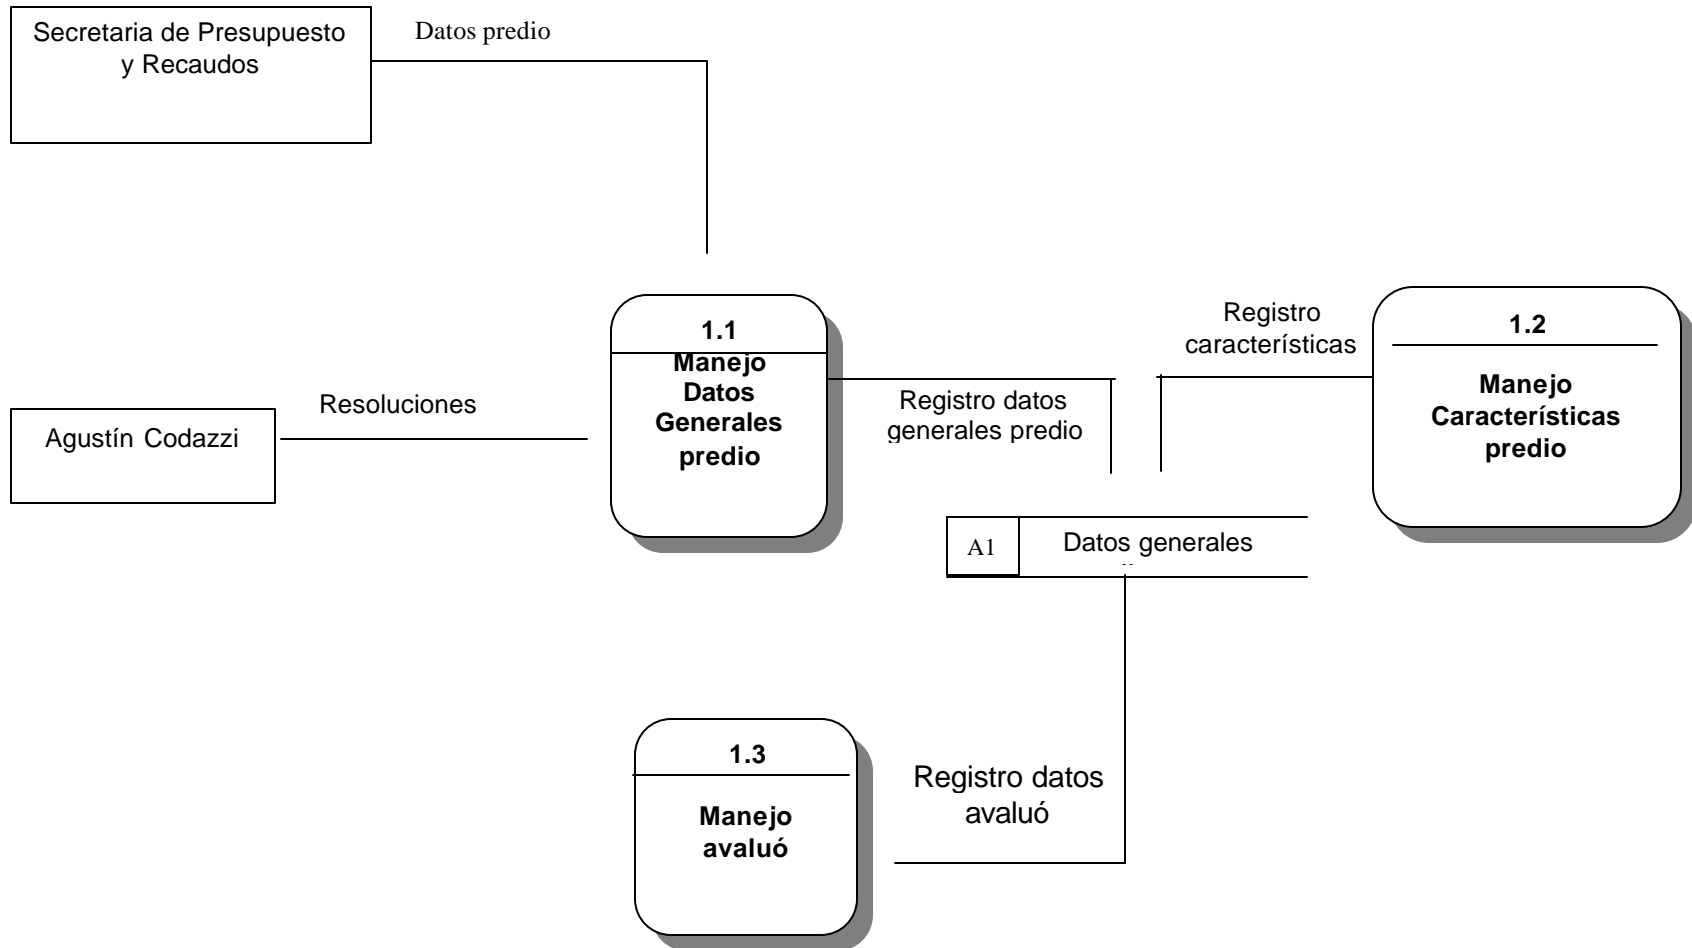 Secretaria de Presupuesto
y Recaudos
Datos predio
Agustín Codazzi
Resoluciones
1.1
Manejo
Datos
Generales
predio
Registro datos
generales predio
Registro
características
1.2
Manejo
Características
predio
A1
Datos generales
1.3
Manejo
avaluó
Registro datos
avaluó